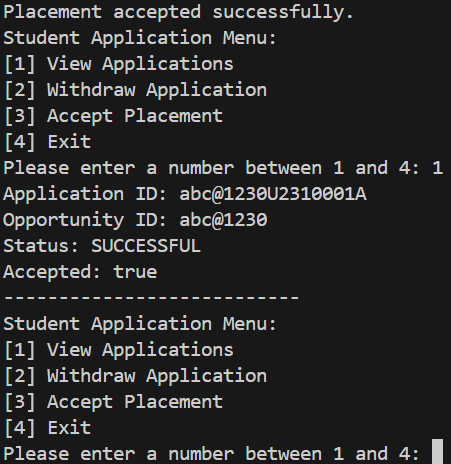 Placement accepted successfully.
Student Application Menu:
[1] View Applications
[2] Withdraw Application
[3] Accept Placement
[4] Exit
Please enter a number between 1 and 4: 1
Application ID: abc@1230U2310001A
Opportunity ID: abc@1230
Status: SUCCESSFUL
Accepted: true
---------------------------
Student Application Menu:
[1] View Applications
[2] Withdraw Application
[3] Accept Placement
[4] Exit
Please enter a number between 1 and 4: